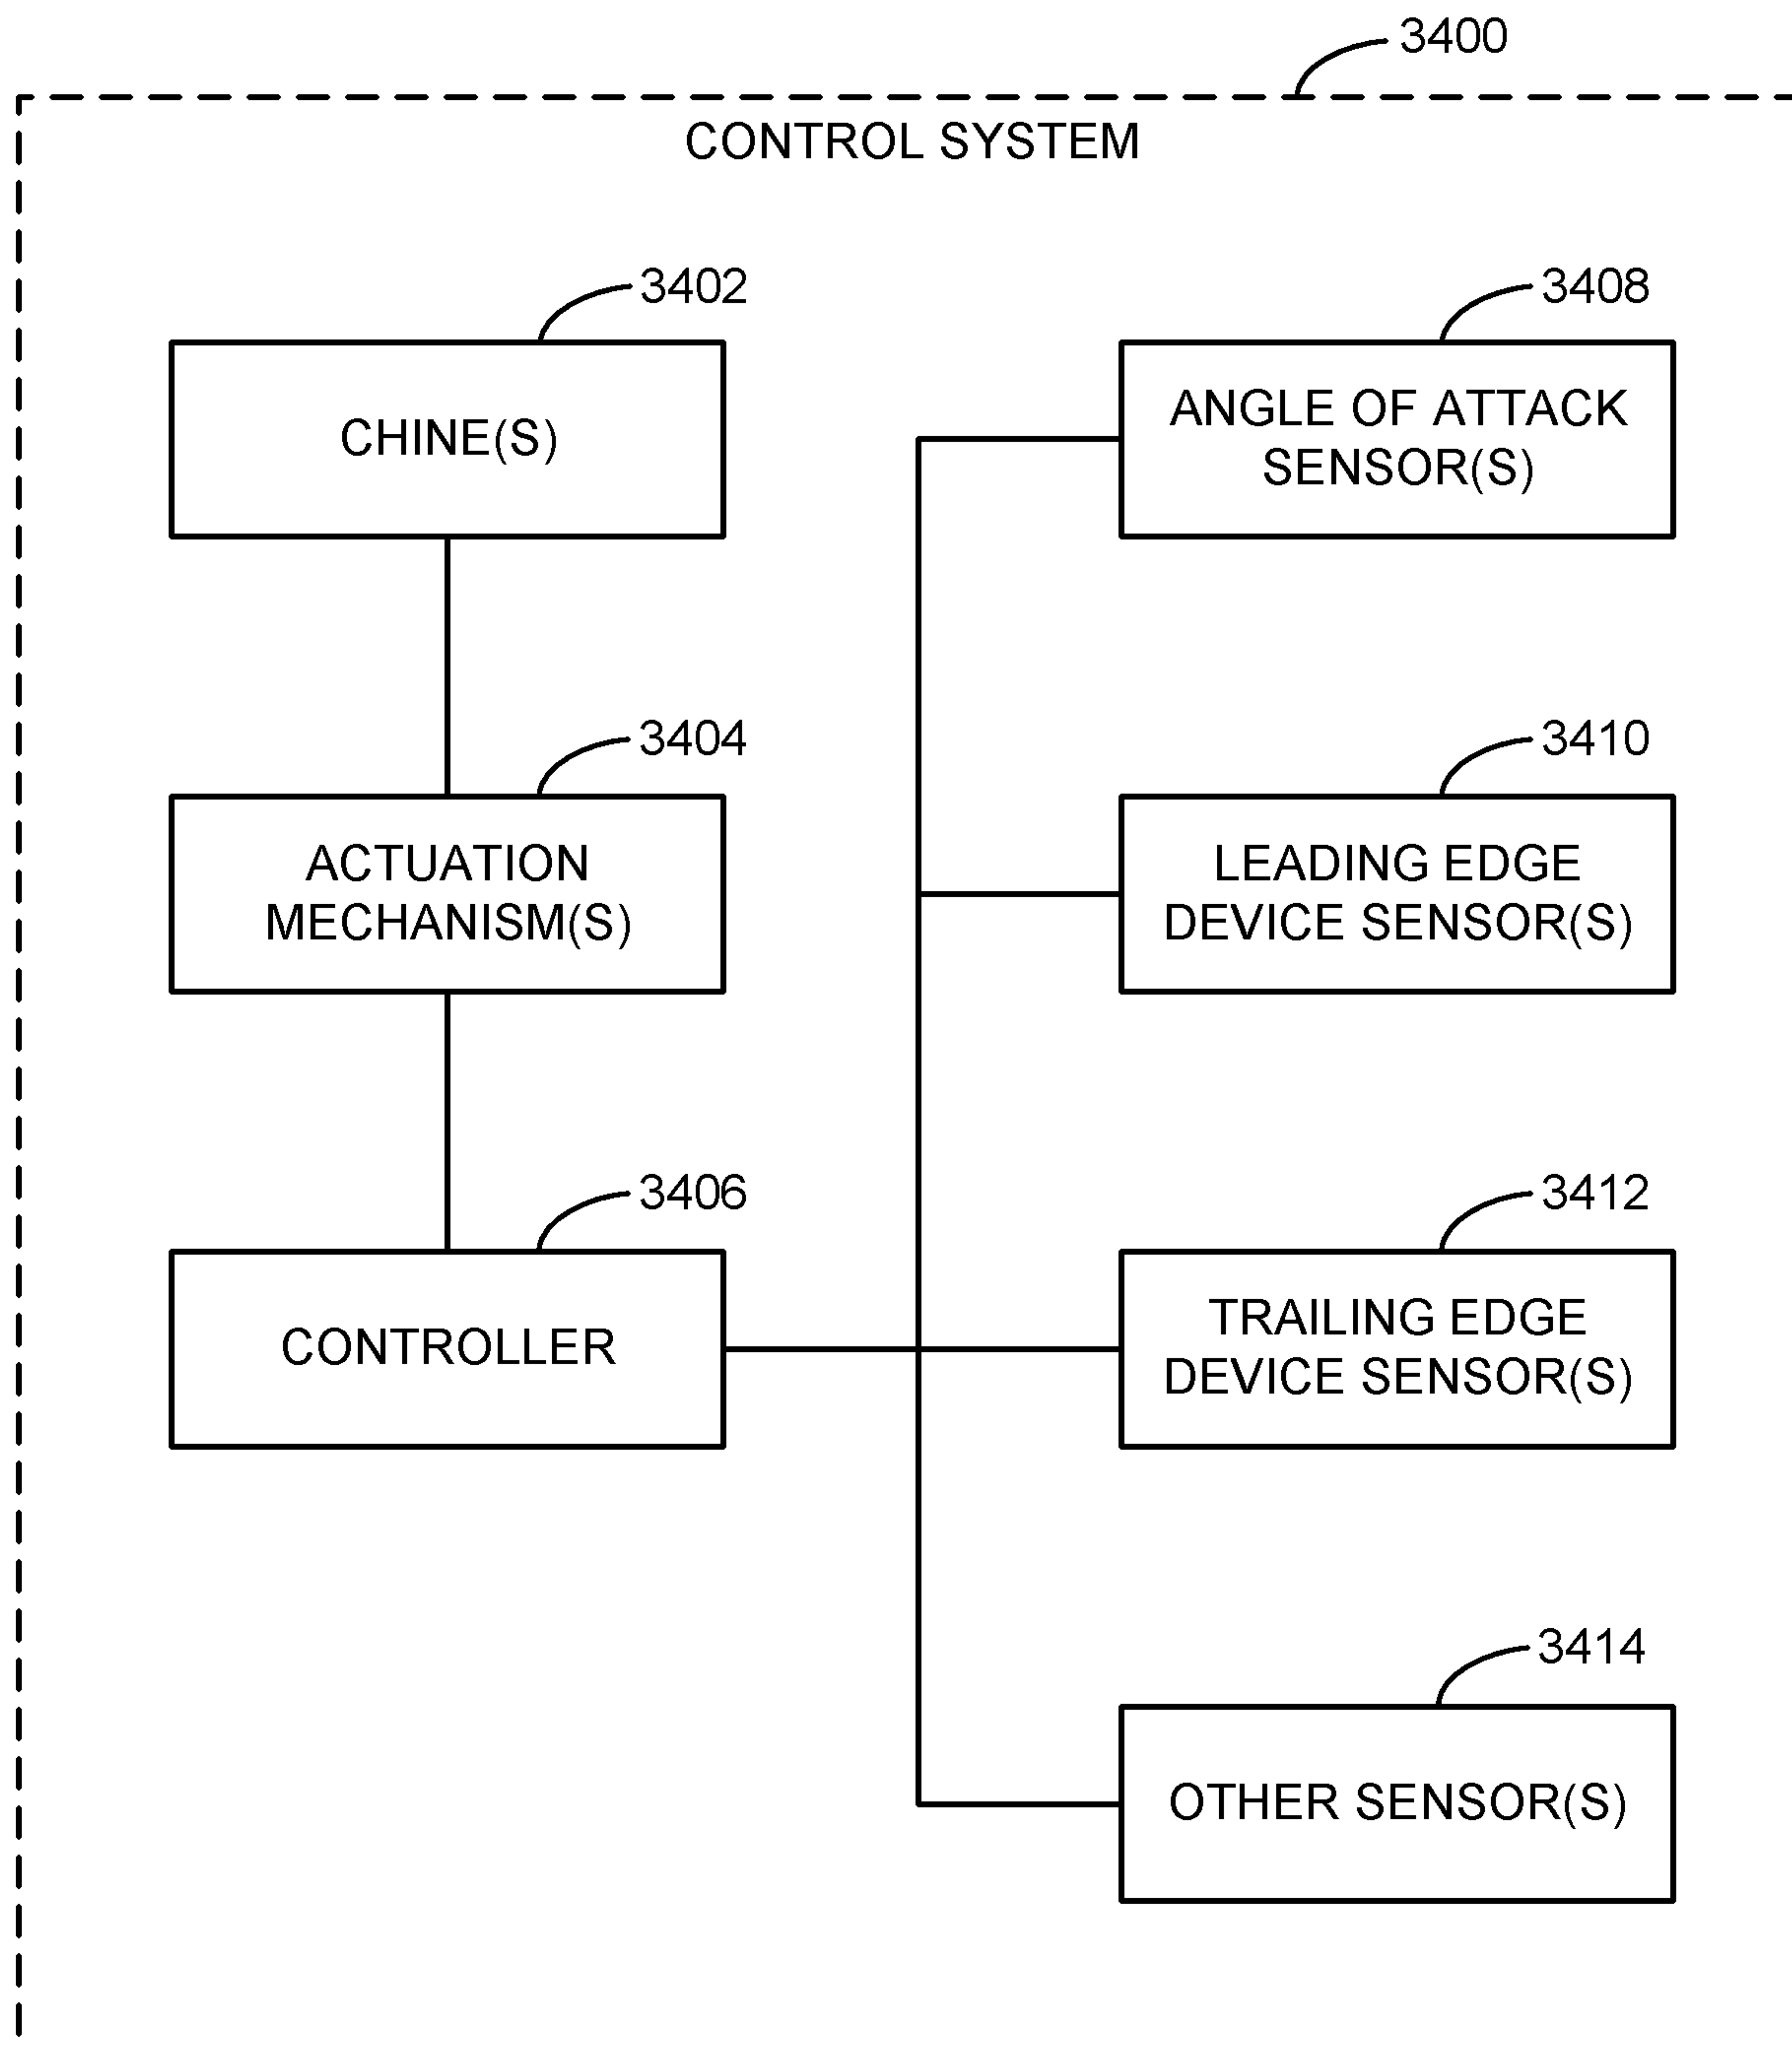 3400
CONTROL SYSTEM
3402
CHINE(S)
3404
ACTUATION
MECHANISM(S)
3406
CONTROLLER
3408
ANGLE OF ATTACK
SENSOR(S)
3410
LEADING EDGE
DEVICE SENSOR(S)
3412
TRAILING EDGE
DEVICE SENSOR(S)
3414
OTHER SENSOR(S)